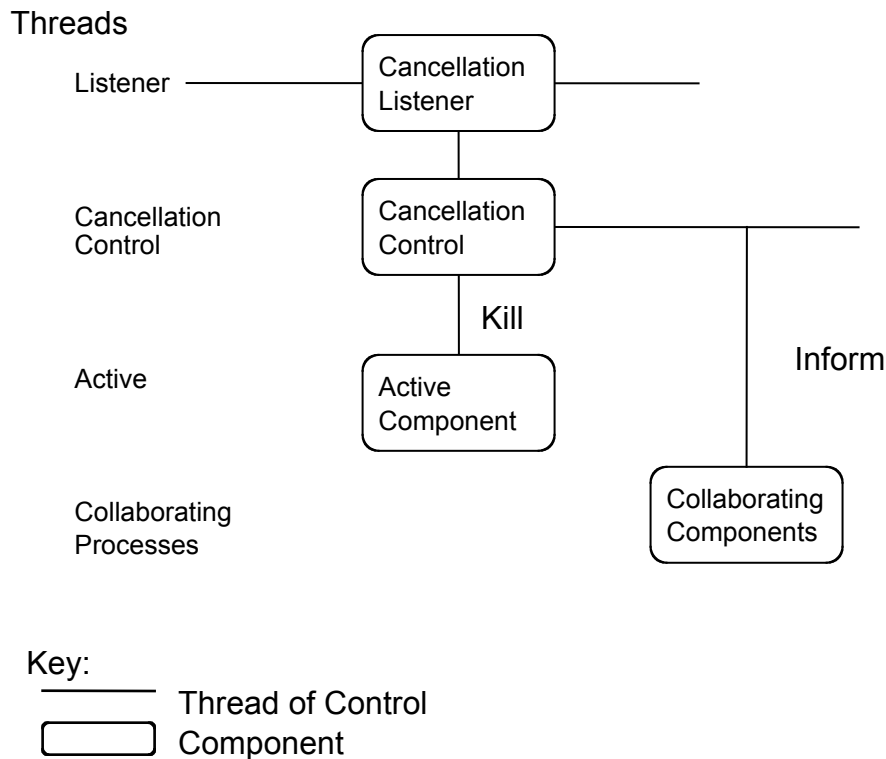 Threads
Listener
Cancellation
Listener
Cancellation
Control
Cancellation
Control
Kill
Inform
Active
Active
Component
Collaborating
Processes
Collaborating
Components
Key:
Thread of Control
Component